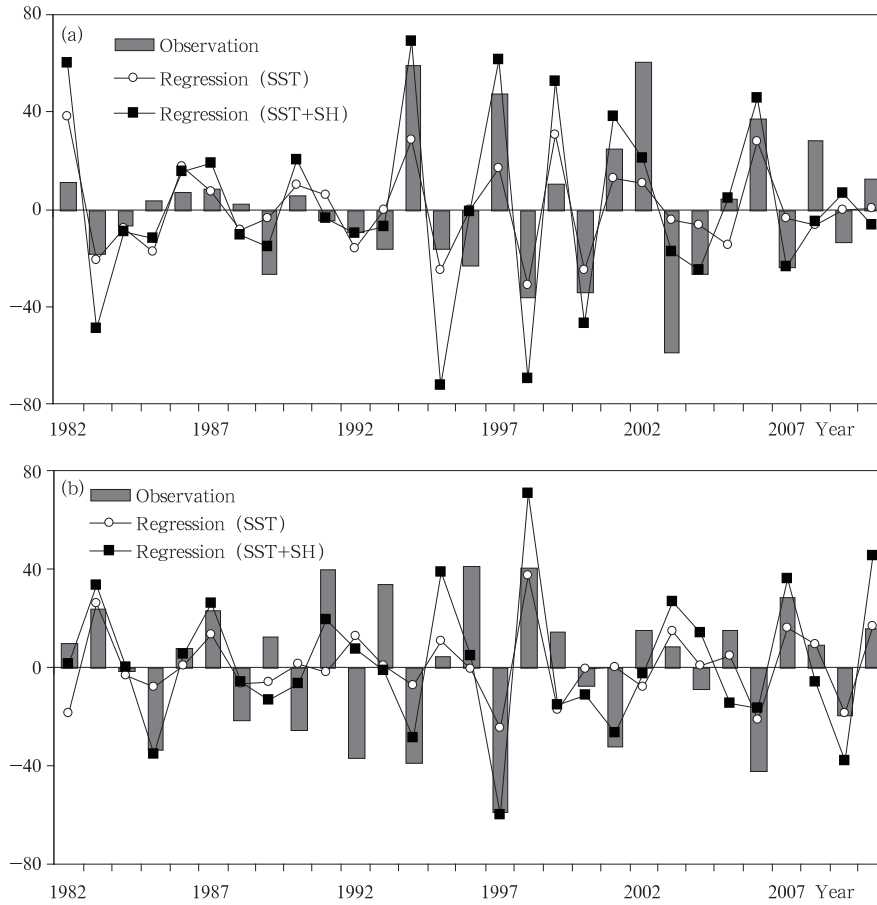 80
(a)
Observation
Regression (SST)
Regression (SST+SH)
40
0
−40
−80
1982 1987 1992 1997 2002 2007 Year
80
(b)
Observation
Regression (SST)
Regression (SST+SH)
40
0
−40
−80
1982 1987 1992 1997 2002 2007 Year